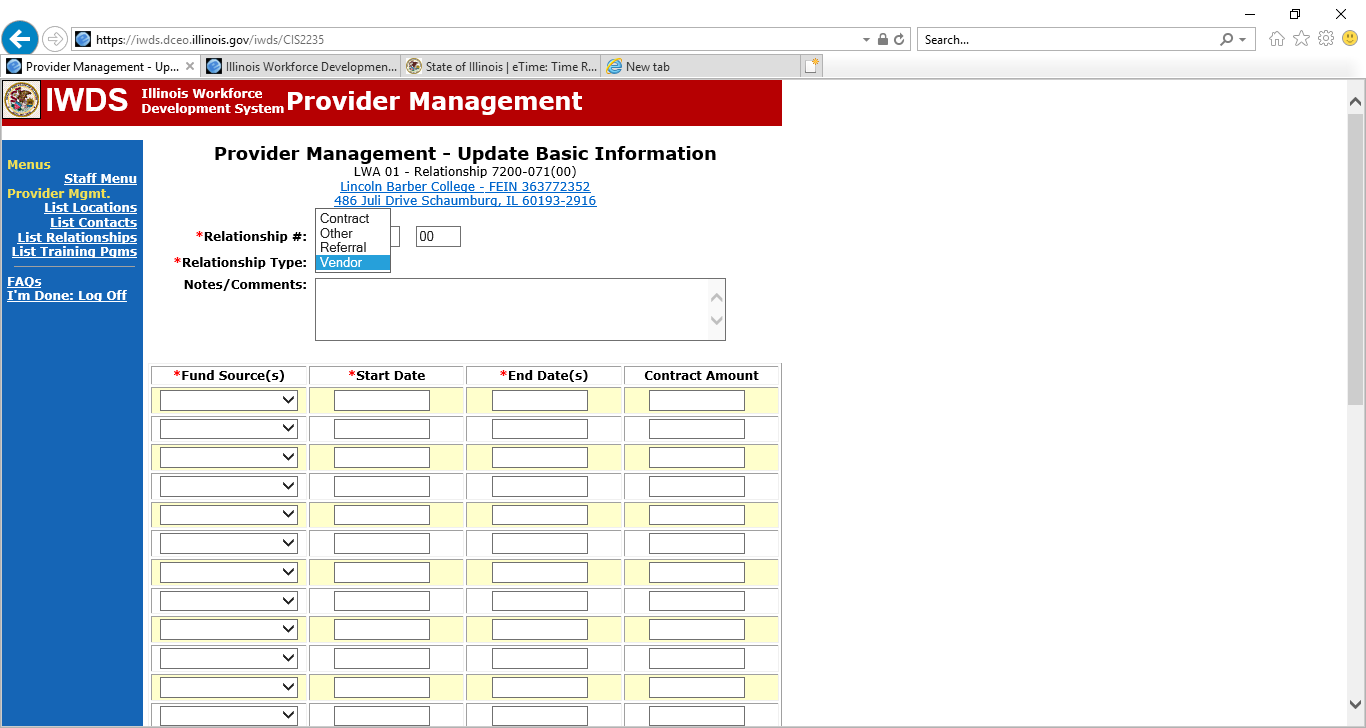 https://iwds.dceo.illinois.gov/iwds/CIS2235
Search...
Provider Management - Up...
Illinois Workforce Developmen...
State of Illinois | eTime: Time R...
New tab
IWDS
Illinois Workforce
Development System
Provider Management
Menus
Staff Menu
Provider Mgmt.
List Locations
List Contacts
List Relationships
List Training Pgms
FAQs
I'm Done: Log Off
Provider Management - Update Basic Information
LWA 01 - Relationship 7200-071(00)
Lincoln Barber College - FEIN 363772352
486 Juli Drive Schaumburg, IL 60193-2916
*Relationship #:
00
*Relationship Type:
Contract
Other
Referral
Vendor
Notes/Comments:
*Fund Source(s) *Start Date *End Date(s) Contract Amount